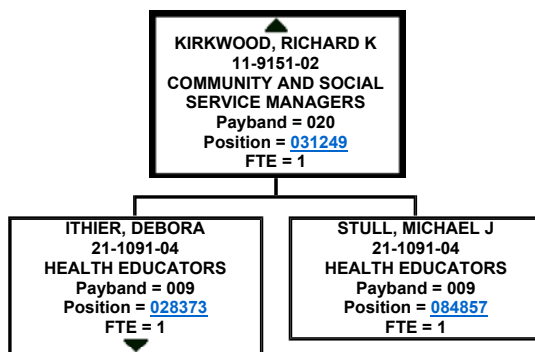 KIRKWOOD, RICHARD K
11-9151-02
COMMUNITY AND SOCIAL
SERVICE MANAGERS
Payband = 020
Position = 031249
FTE = 1
ITHIER, DEBORA
21-1091-04
HEALTH EDUCATORS
Payband = 009
Position = 028373
FTE = 1
STULL, MICHAEL J
21-1091-04
HEALTH EDUCATORS
Payband = 009
Position = 084857
FTE = 1